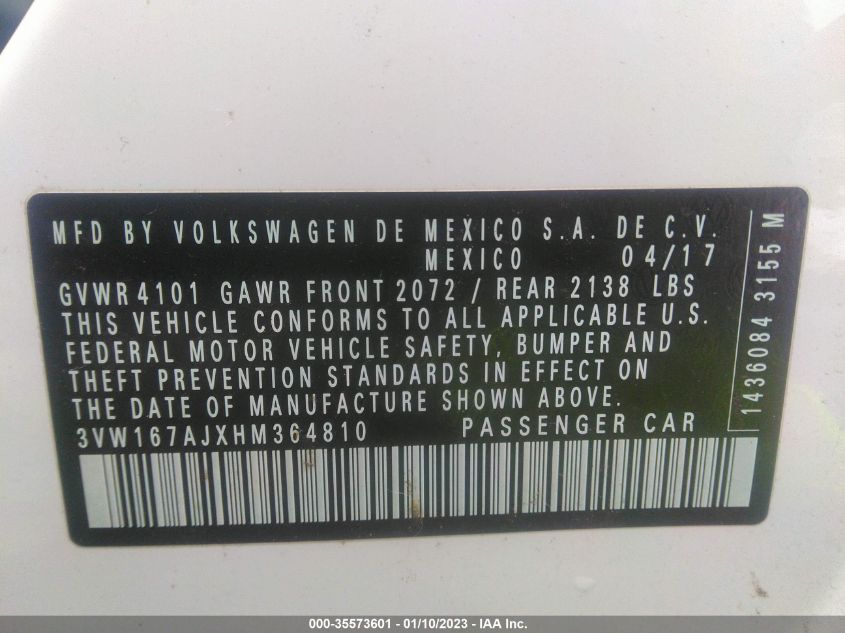 MFD BY VOLKSWAGEN DE MEXICO S.A. DE C.V.
MEXICO 04/17
GVWR 4101 GAWR FRONT 2072 / REAR 2138 LBS
THIS VEHICLE CONFORMS TO ALL APPLICABLE U.S.
FEDERAL MOTOR VEHICLE SAFETY, BUMPER AND
THEFT PREVENTION STANDARDS IN EFFECT ON
THE DATE OF MANUFACTURE SHOWN ABOVE.
3VW167AJXHM364810 PASSENGER CAR
1436084 3155 M
000-35573601 - 01/10/2023 - IAA Inc.